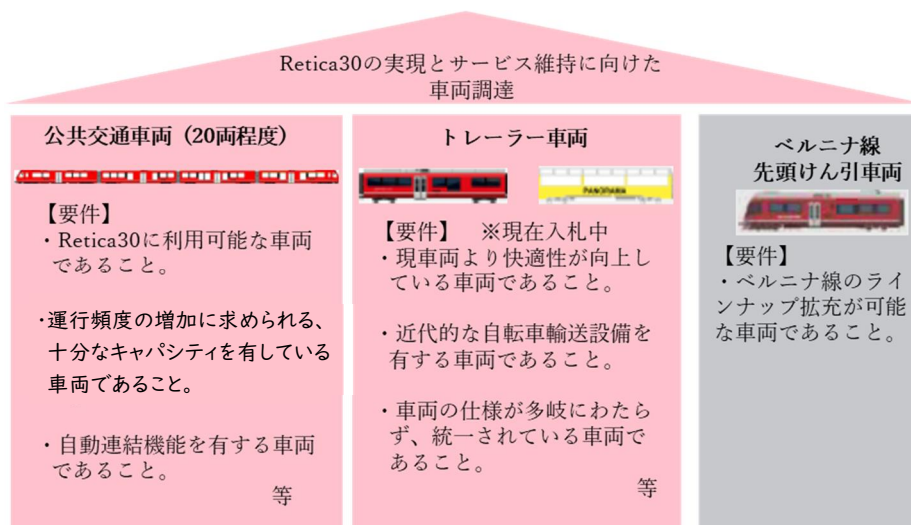 Retica30の実現とサービス維持に向けた
車両調達
公共交通車両（20両程度）
【要件】
・Retica30に利用可能な車両
であること。
・運行頻度の増加に求められる、
十分なキャパシティを有している
車両であること。
・自動連結機能を有する車両
であること。
等
トレーラー車両
PANORAMA
【要件】　※現在入札中
・現車両より快適性が向上し
ている車両であること。
・近代的な自転車輸送設備を
有する車両であること。
・車両の仕様が多岐にわたら
ず、統一されている車両で
あること。
等
ベルニナ線
先頭けん引車両
【要件】
・ベルニナ線のライ
ンナップ拡充が可能
な車両であること。